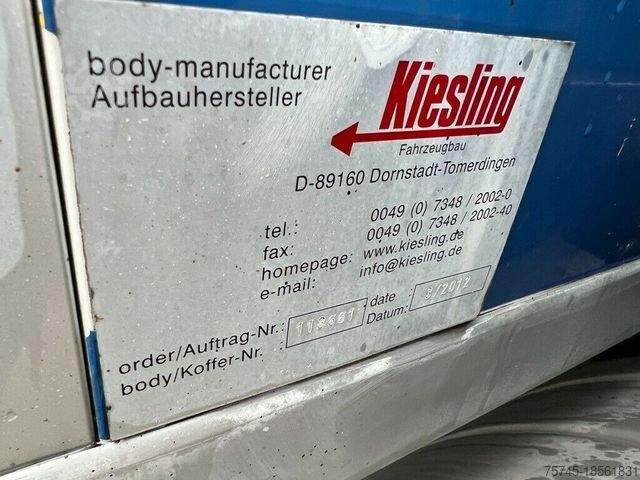 body-manufacturer
Aufbauhersteller
Kiesling
Fahrzeugbau
D-89160 Dornstadt-Tomerdingen
tel.: 0049 (0) 7348 / 2002-0
fax: 0049 (0) 7348 / 2002-40
homepage: www.kiesling.de
e-mail: info@kiesling.de
order/Auftrag-Nr.:
body/Koffer-Nr.
date
Datum: /2012
75745-18561831